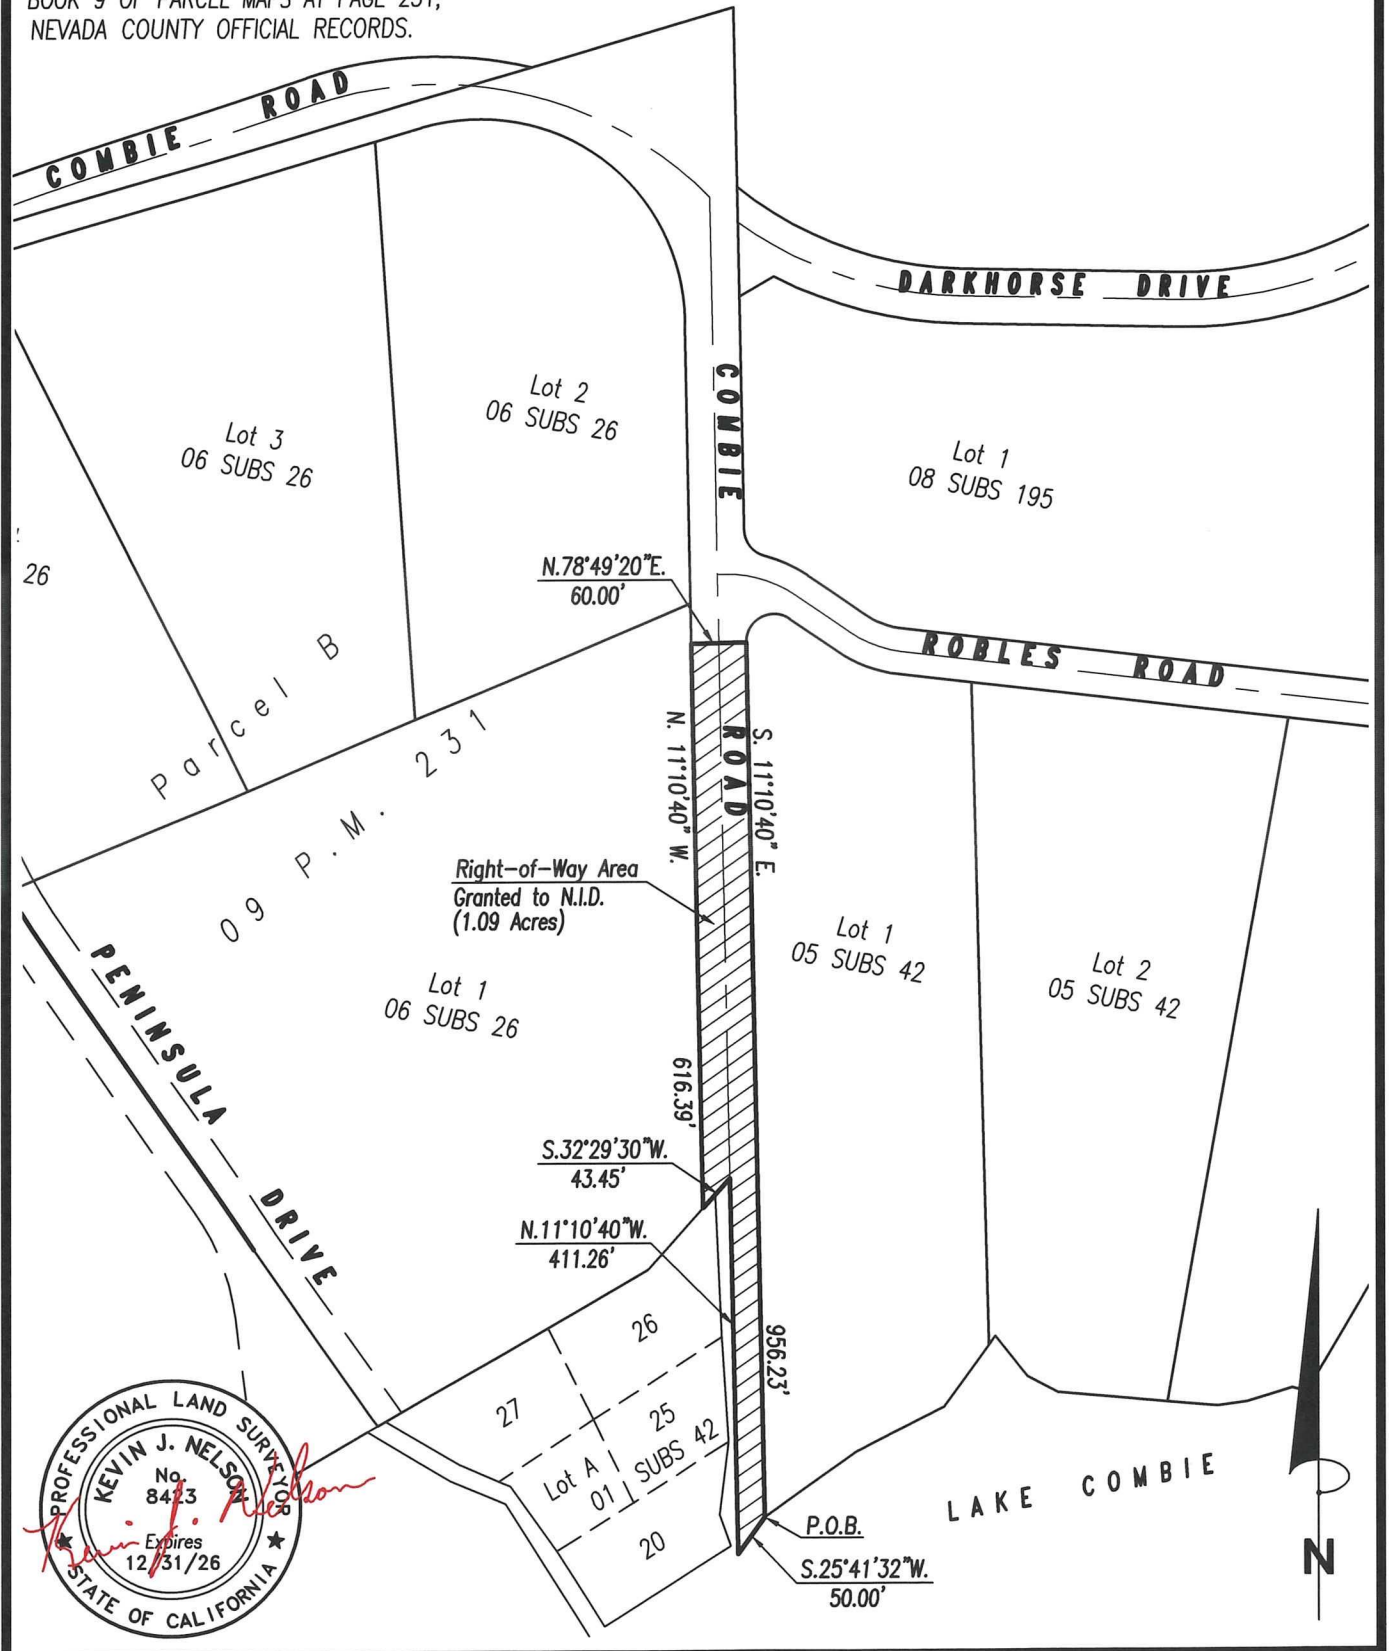 BOOK 9 OF PARCEL MAPS AT PAGE 231,
NEVADA COUNTY OFFICIAL RECORDS.
COMBIE ROAD
DARKHORSE DRIVE
COMBIE ROAD
Lot 2
06 SUBS 26
Lot 3
06 SUBS 26
Lot 1
08 SUBS 195
26
N.78°49'20"E.
60.00'
ROBLES ROAD
Parcel B
09 P.M. 231
N. 11°10'40" W.
616.39'
S. 11°10'40" E.
956.23'
Right-of-Way Area
Granted to N.I.D.
(1.09 Acres)
Lot 1
05 SUBS 42
Lot 2
05 SUBS 42
PENINSULA DRIVE
Lot 1
06 SUBS 26
S.32°29'30"W.
43.45'
N.11°10'40"W.
411.26'
26
27
25
Lot A
01 SUBS 42
20
LAKE COMBIE
P.O.B.
S.25°41'32"W.
50.00'
N
PROFESSIONAL LAND SURVEYOR
KEVIN J. NELSON
No.
8423
Kevin J. Nelson
Expires
12/31/26
STATE OF CALIFORNIA